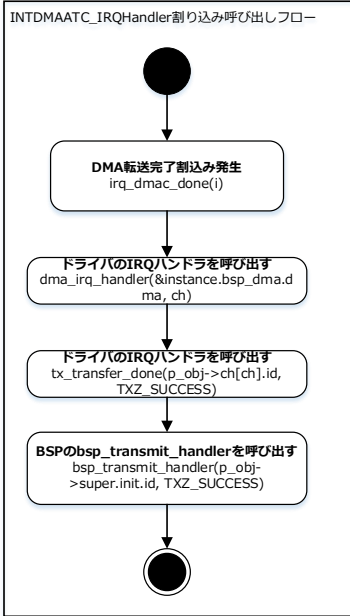 INTDMAATC_IRQHandler割り込み呼び出しフロー
DMA転送完了割込み発生
irq_dmac_done(i)
ドライバのIRQハンドラを呼び出す
dma_irq_handler(&instance.bsp_dma.d
ma, ch)
ドライバのIRQハンドラを呼び出す
tx_transfer_done(p_obj->ch[ch].id,
TXZ_SUCCESS)
BSPのbsp_transmit_handlerを呼び出す
bsp_transmit_handler(p_obj-
>super.init.id, TXZ_SUCCESS)